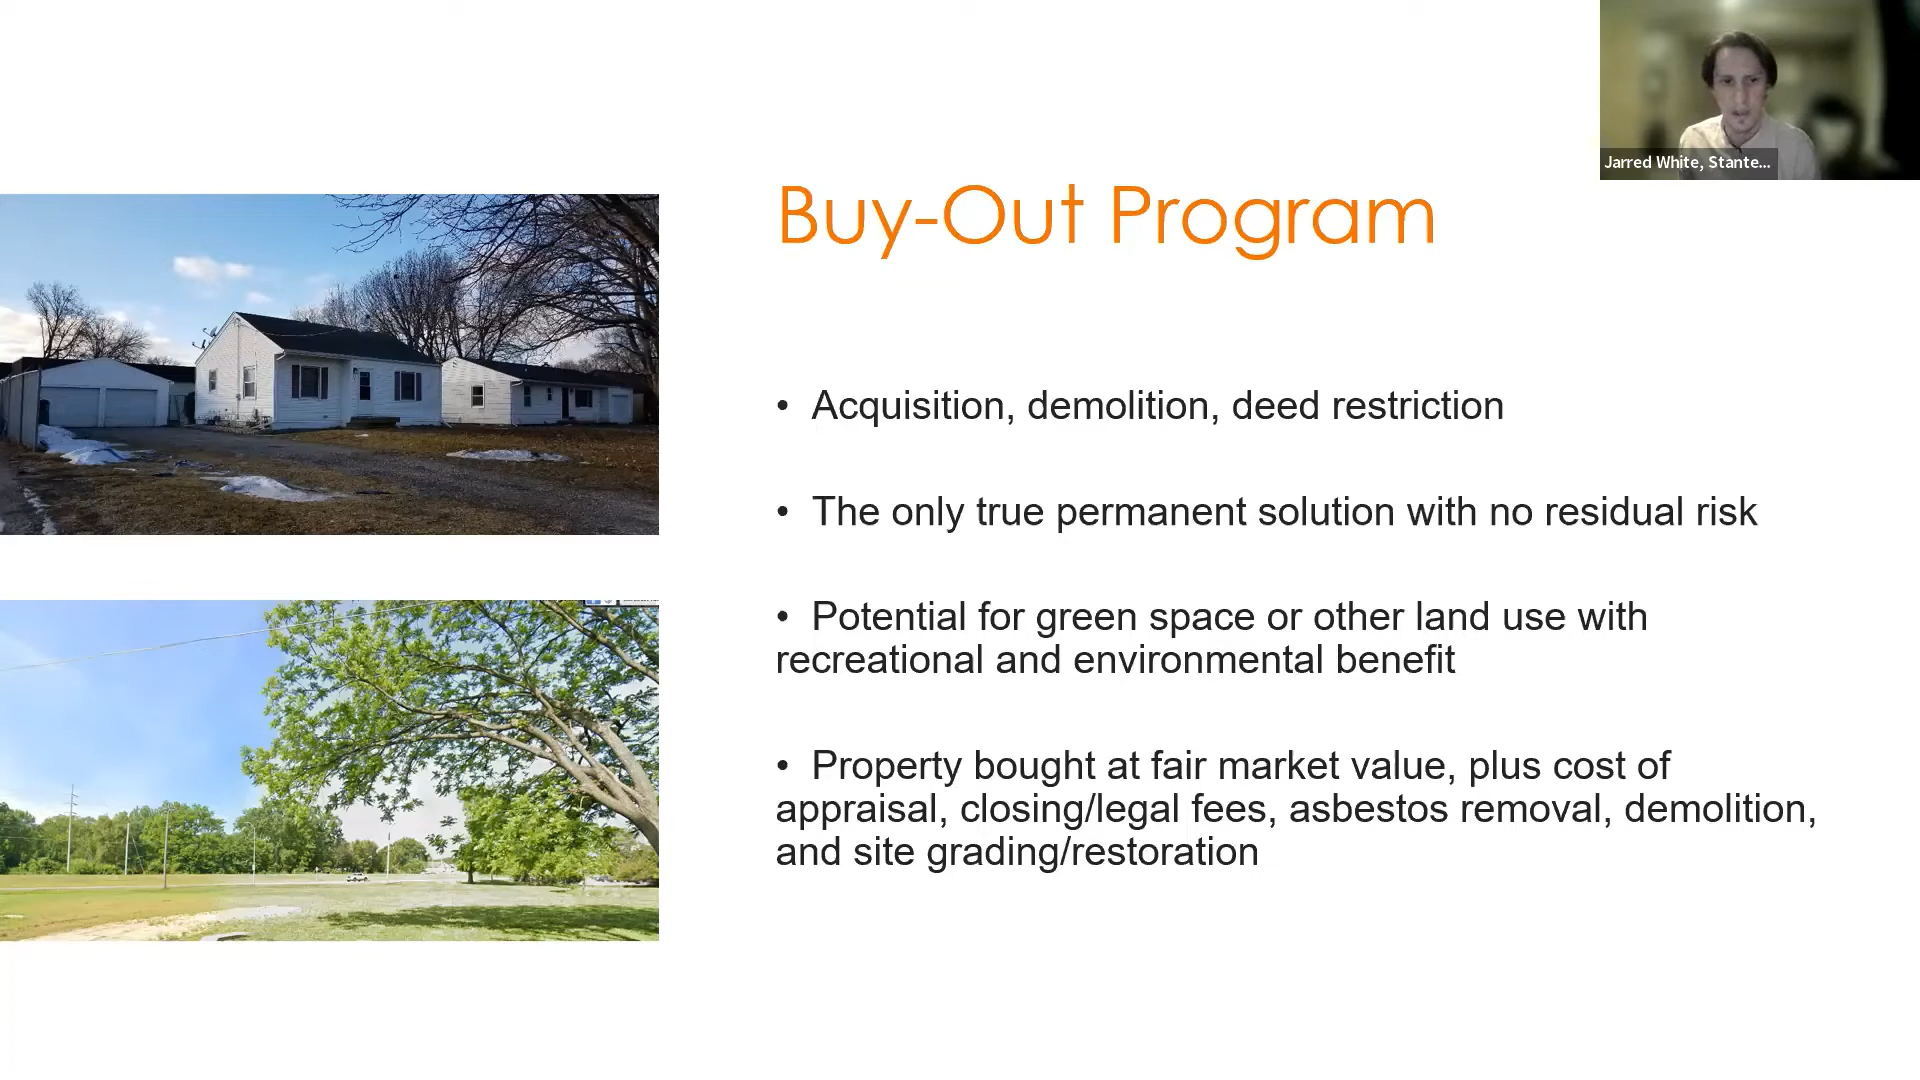 Jarred White, Stante...
Buy-Out Program
• Acquisition, demolition, deed restriction
• The only true permanent solution with no residual risk
• Potential for green space or other land use with
recreational and environmental benefit
• Property bought at fair market value, plus cost of
appraisal, closing/legal fees, asbestos removal, demolition,
and site grading/restoration